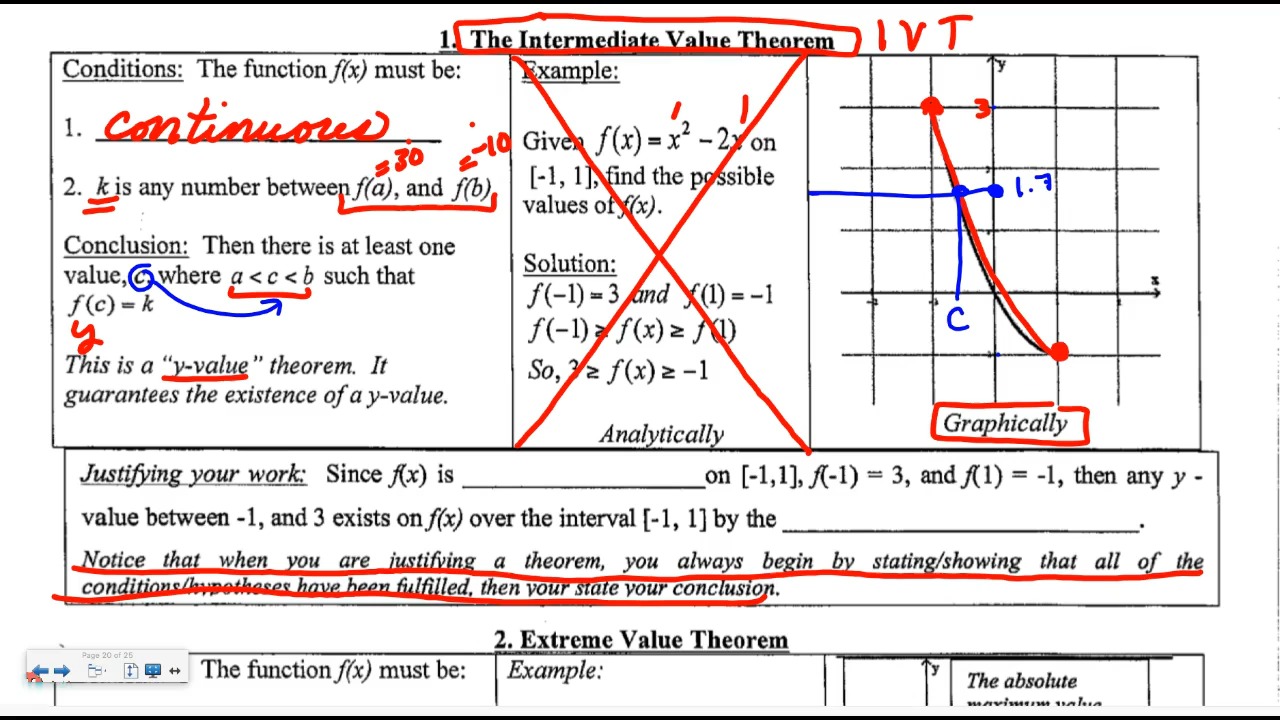 1. The Intermediate Value Theorem IVT
Conditions: The function f(x) must be:
1. continuous
= 30 = -10
2. k is any number between f(a), and f(b)
Conclusion: Then there is at least one
value, c, where a < c < b such that
f(c) = k
y
This is a “y-value” theorem. It
guarantees the existence of a y-value.
Example:
Given f(x) = x² − 2x on
[-1, 1], find the possible
values of f(x).
Solution:
f(−1) = 3 and f(1) = −1
f(−1) ≥ f(x) ≥ f(1)
So, 3 ≥ f(x) ≥ −1
Analytically
y
3
1.7
x
C
Graphically
Justifying your work: Since f(x) is ____________________ on [-1,1], f(-1) = 3, and f(1) = -1, then any y -
value between -1, and 3 exists on f(x) over the interval [-1, 1] by the ______________________________.
Notice that when you are justifying a theorem, you always begin by stating/showing that all of the
conditions/hypotheses have been fulfilled, then your state your conclusion.
2. Extreme Value Theorem
Page 20 of 25
The function f(x) must be:
Example:
y
The absolute
maximum value